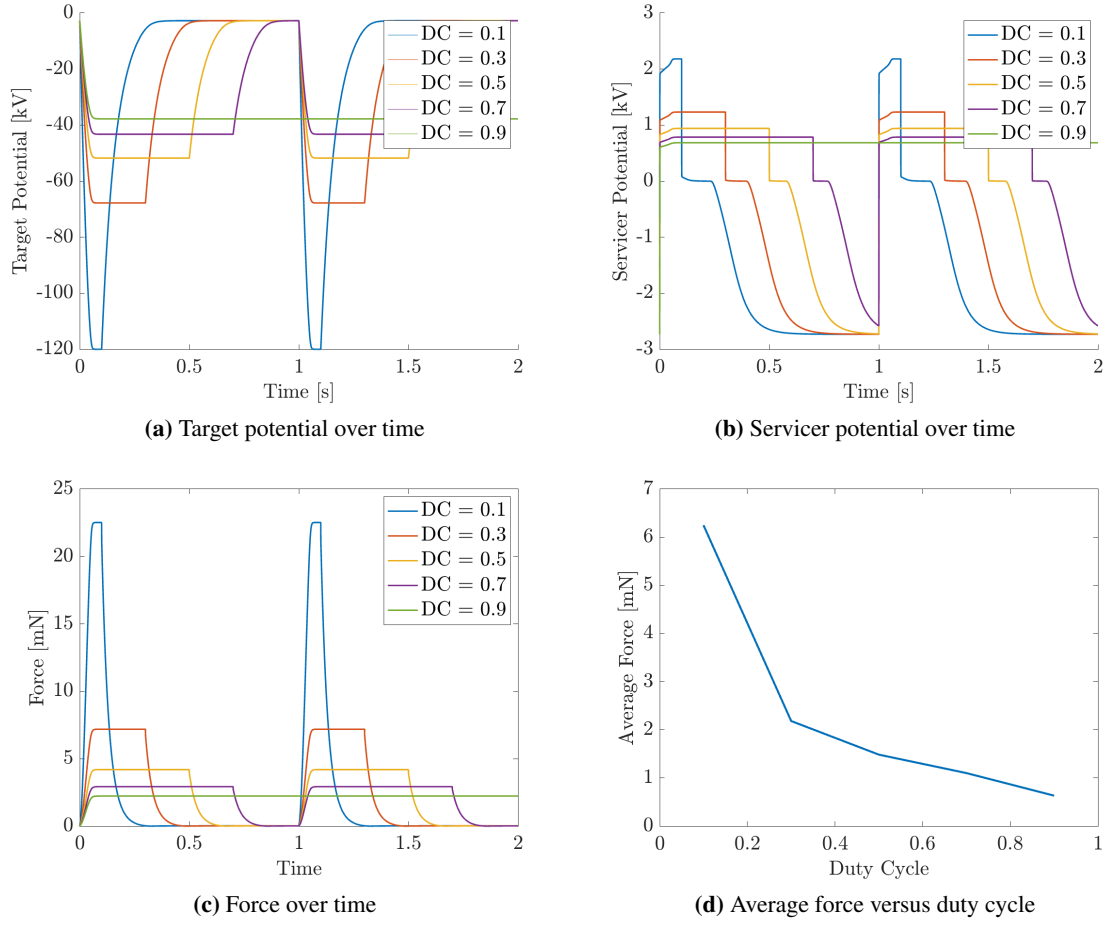 0
-20
-40
-60
-80
-100
-120
Target Potential [kV]
0 0.5 1 1.5 2
Time [s]
DC = 0.1
DC = 0.3
DC = 0.5
DC = 0.7
DC = 0.9
(a) Target potential over time
3
2
1
0
-1
-2
-3
Servicer Potential [kV]
0 0.5 1 1.5 2
Time [s]
DC = 0.1
DC = 0.3
DC = 0.5
DC = 0.7
DC = 0.9
(b) Servicer potential over time
25
20
15
10
5
0
Force [mN]
0 0.5 1 1.5 2
Time
DC = 0.1
DC = 0.3
DC = 0.5
DC = 0.7
DC = 0.9
(c) Force over time
7
6
5
4
3
2
1
0
Average Force [mN]
0 0.2 0.4 0.6 0.8 1
Duty Cycle
(d) Average force versus duty cycle